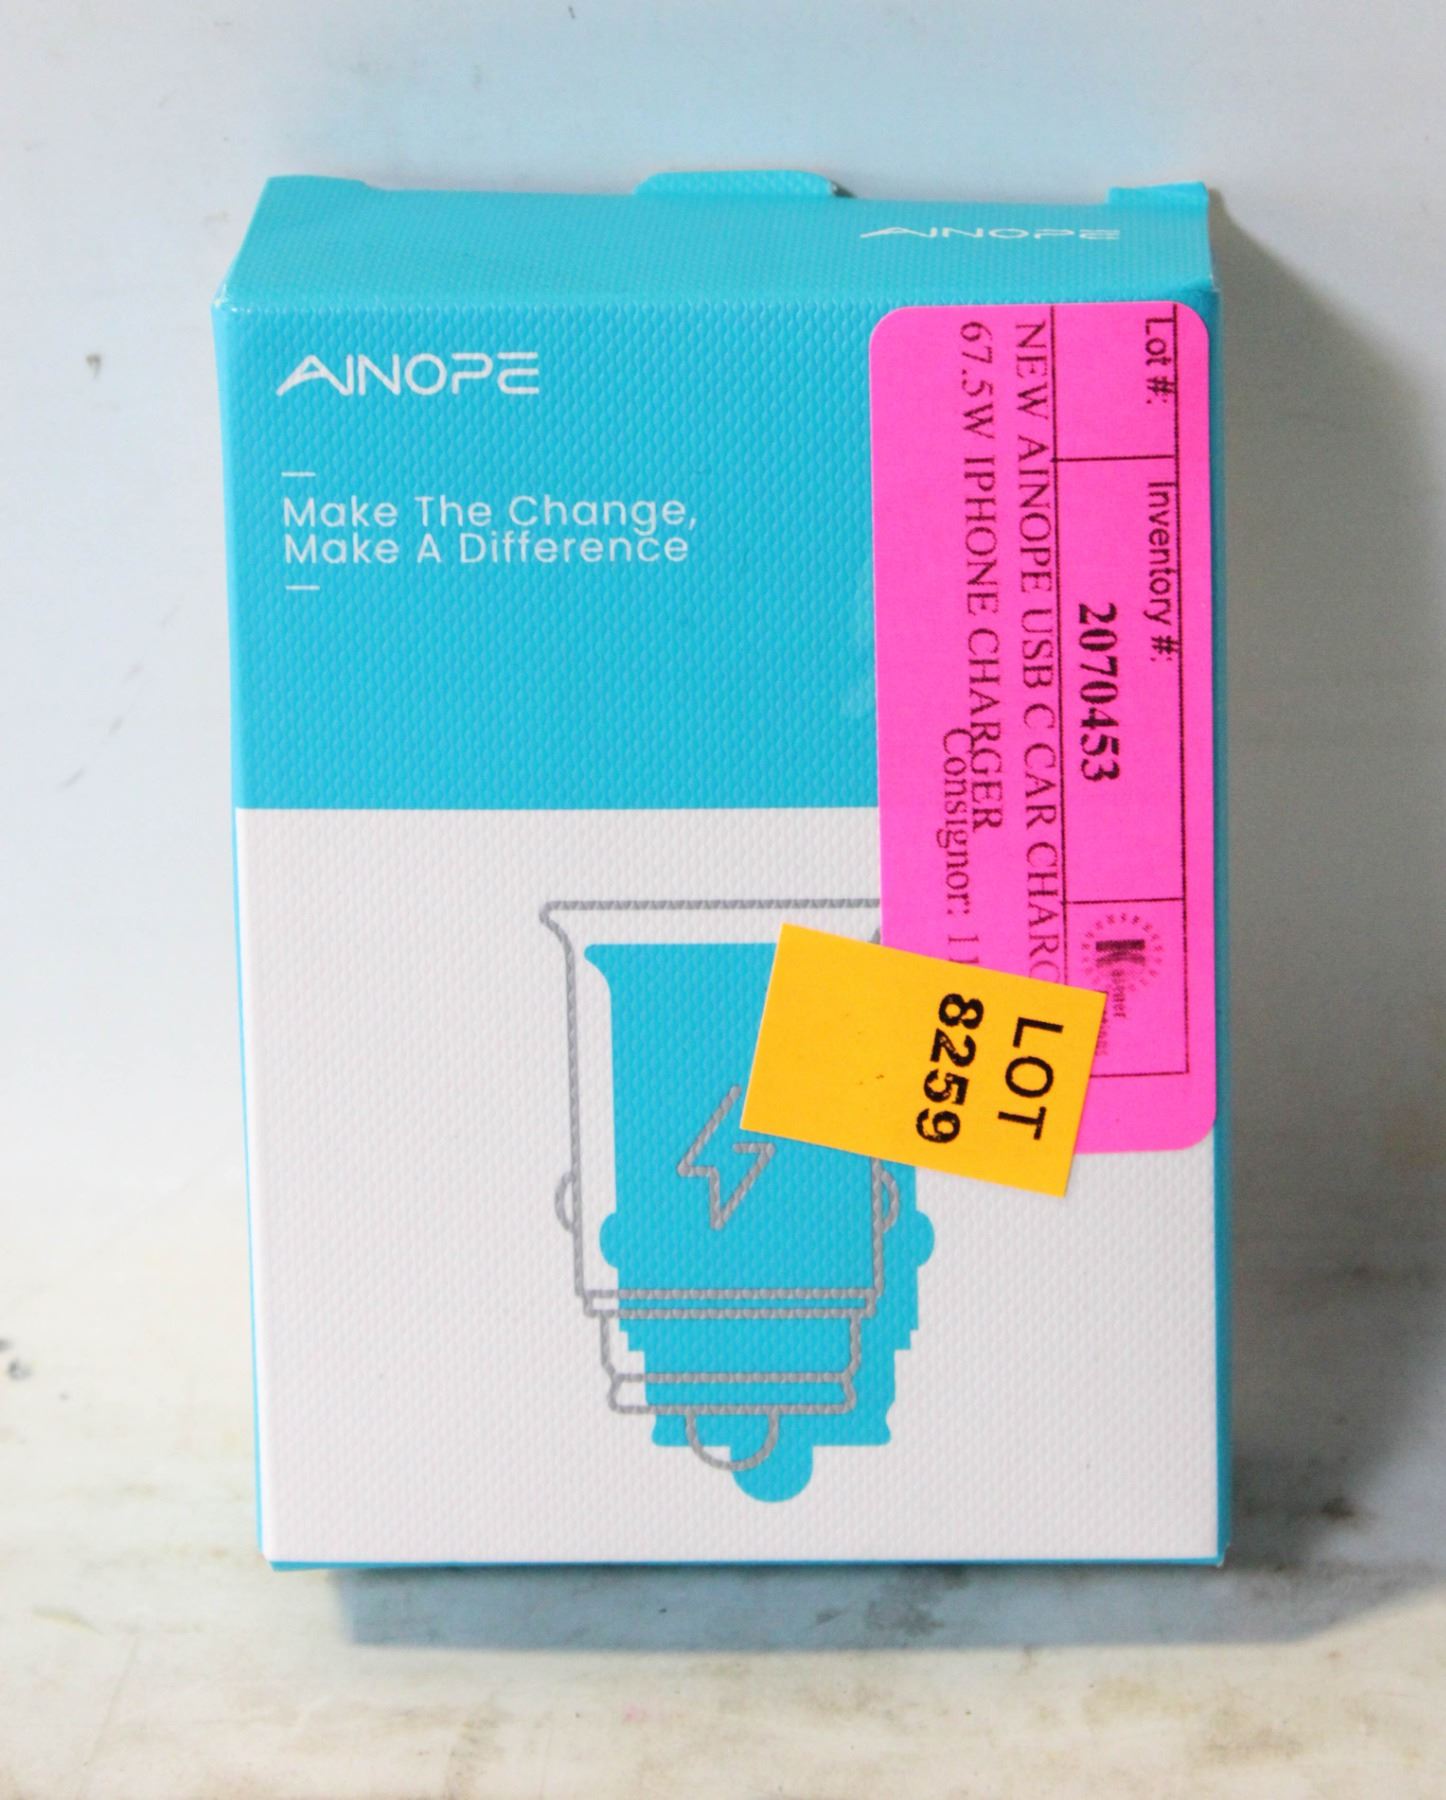 AINOPE
AINOPE
Make The Change,
Make A Difference
Lot #:
Inventory #:
2070453
NEW AINOPE USB C CAR CHARG
67.5W IPHONE CHARGER
Consignor: 11
K
LOT
8259